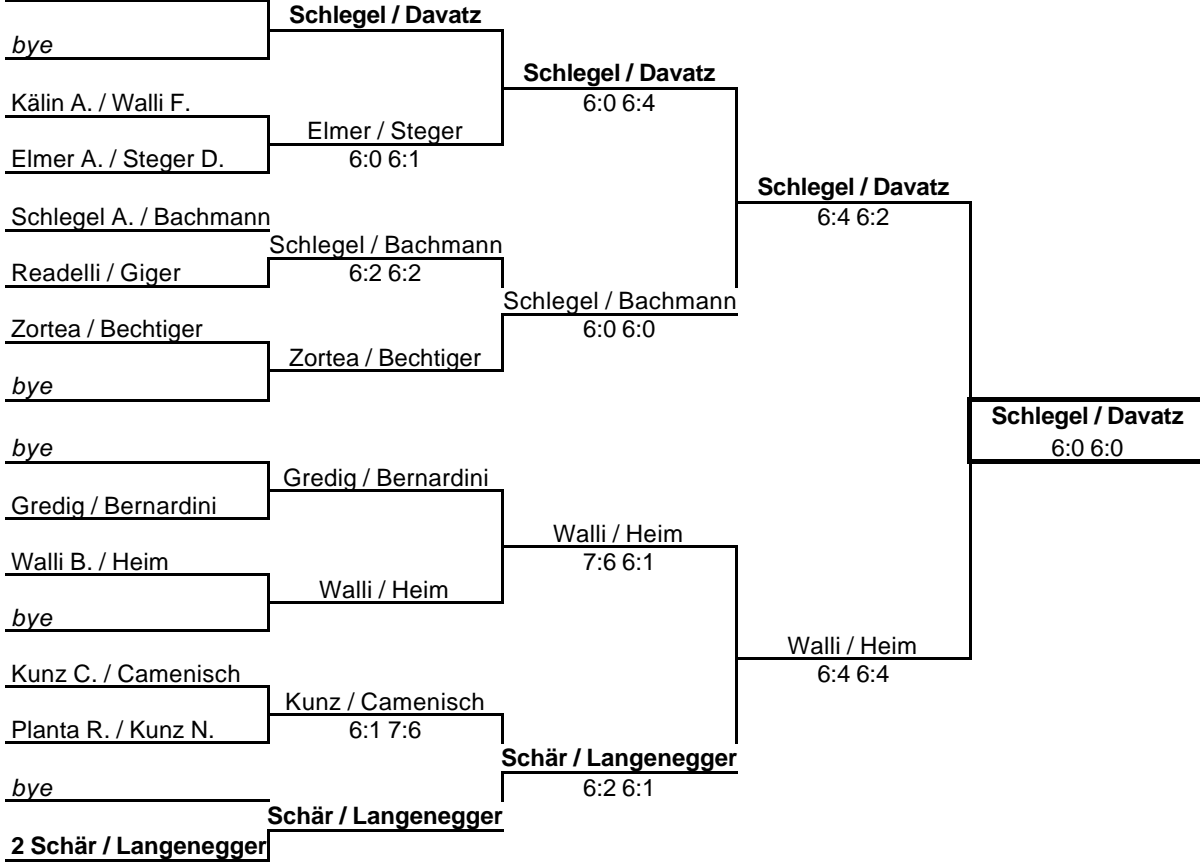 Schlegel / Davatz
bye
Schlegel / Davatz
Kälin A. / Walli F.
6:0 6:4
Elmer / Steger
Elmer A. / Steger D.
6:0 6:1
Schlegel / Davatz
Schlegel A. / Bachmann
6:4 6:2
Schlegel / Bachmann
Readelli / Giger
6:2 6:2
Schlegel / Bachmann
Zortea / Bechtiger
6:0 6:0
Zortea / Bechtiger
bye
Schlegel / Davatz
bye
6:0 6:0
Gredig / Bernardini
Gredig / Bernardini
Walli / Heim
Walli B. / Heim
7:6 6:1
Walli / Heim
bye
Walli / Heim
Kunz C. / Camenisch
6:4 6:4
Kunz / Camenisch
Planta R. / Kunz N.
6:1 7:6
Schär / Langenegger
bye
6:2 6:1
Schär / Langenegger
2 Schär / Langenegger